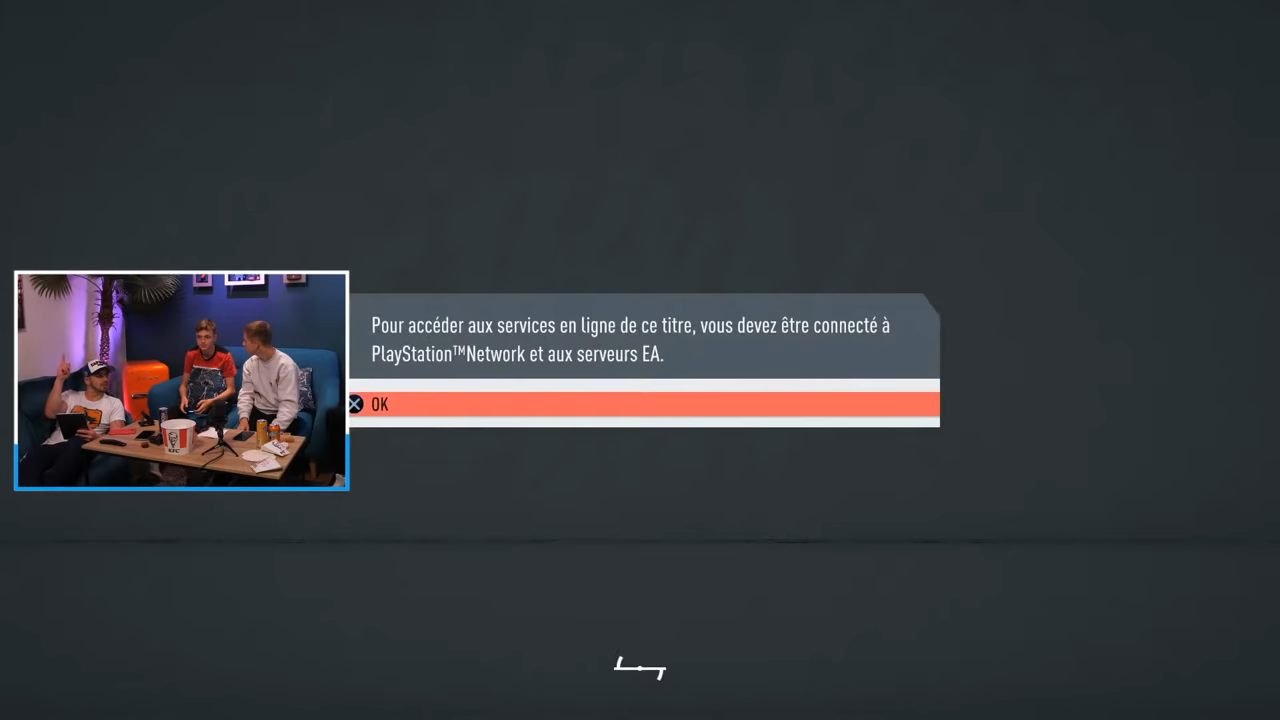 Pour accéder aux services en ligne de ce titre, vous devez être connecté à
PlayStation™Network et aux serveurs EA.
OK
KFC